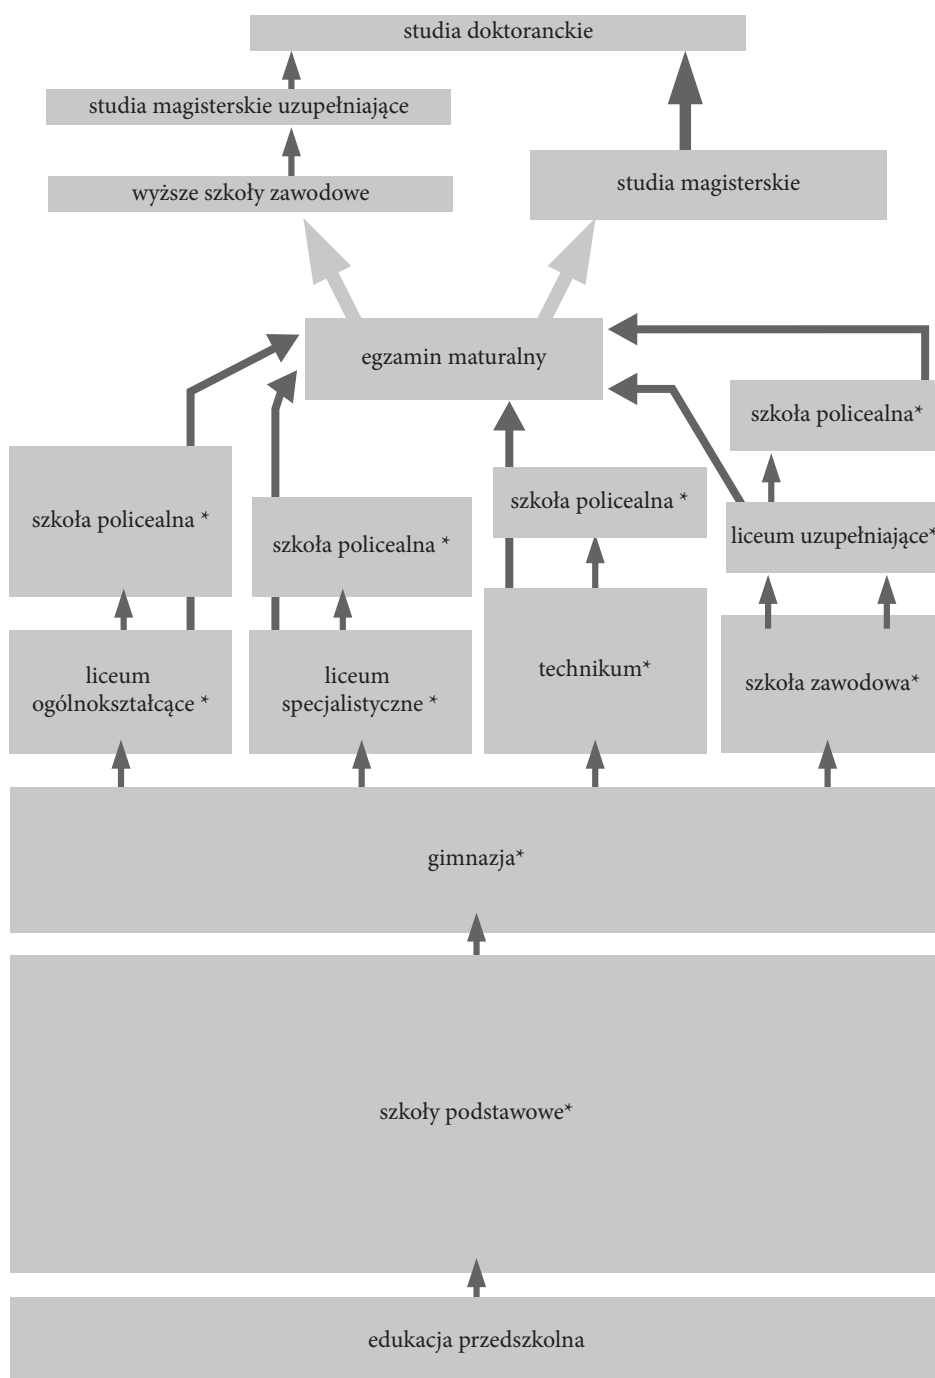 studia doktoranckie
studia magisterskie uzupełniające
studia magisterskie
wyższe szkoły zawodowe
egzamin maturalny
szkoła policealna*
szkoła policealna *
szkoła policealna *
szkoła policealna *
liceum uzupełniające*
liceum
ogólnokształcące *
liceum
specjalistyczne *
technikum*
szkoła zawodowa*
gimnazja*
szkoły podstawowe*
edukacja przedszkolna